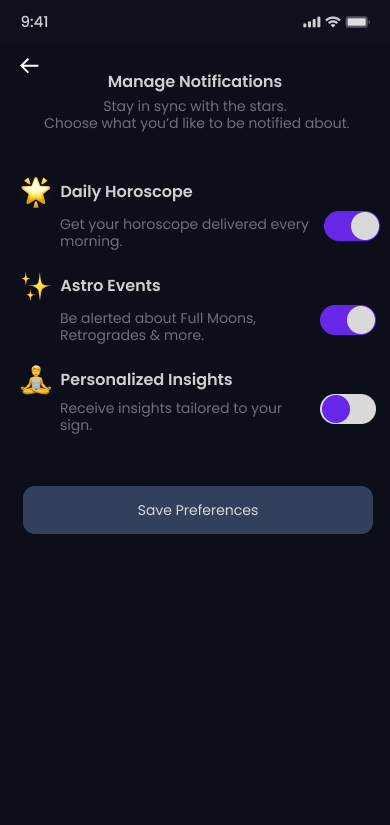 9:41
Manage Notifications
Stay in sync with the stars.
Choose what you’d like to be notified about.
Daily Horoscope
Get your horoscope delivered every
morning.
Astro Events
Be alerted about Full Moons,
Retrogrades & more.
Personalized Insights
Receive insights tailored to your
sign.
Save Preferences